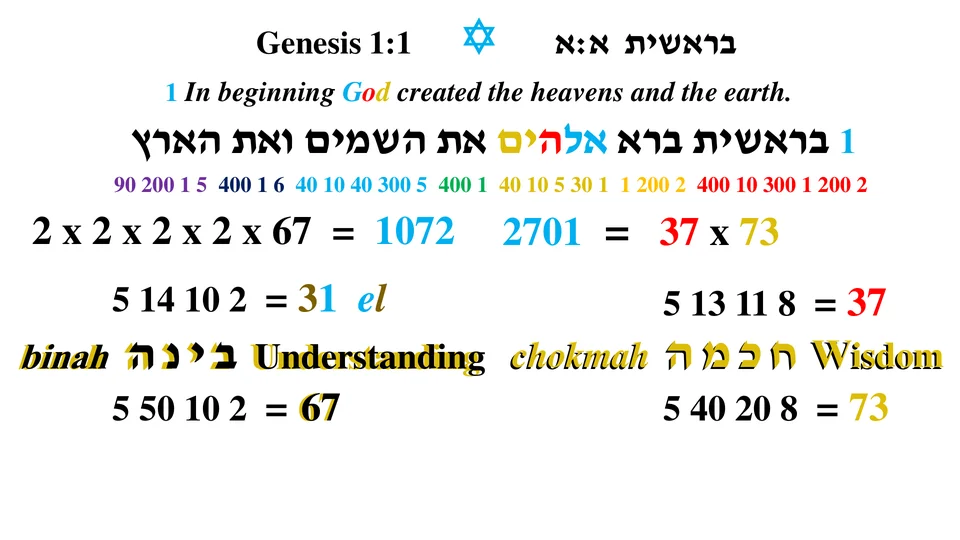 Genesis 1:1 ✡ בראשית א:א
1 In beginning God created the heavens and the earth.
1 בראשית ברא אלהים את השמים ואת הארץ
90 200 1 5 400 1 6 40 10 40 300 5 400 1 40 10 5 30 1 1 200 2 400 10 300 1 200 2
2 x 2 x 2 x 2 x 67 = 1072 2701 = 37 x 73
5 14 10 2 = 31 el 5 13 11 8 = 37
binah בינה Understanding chokmah חכמה Wisdom
5 50 10 2 = 67 5 40 20 8 = 73